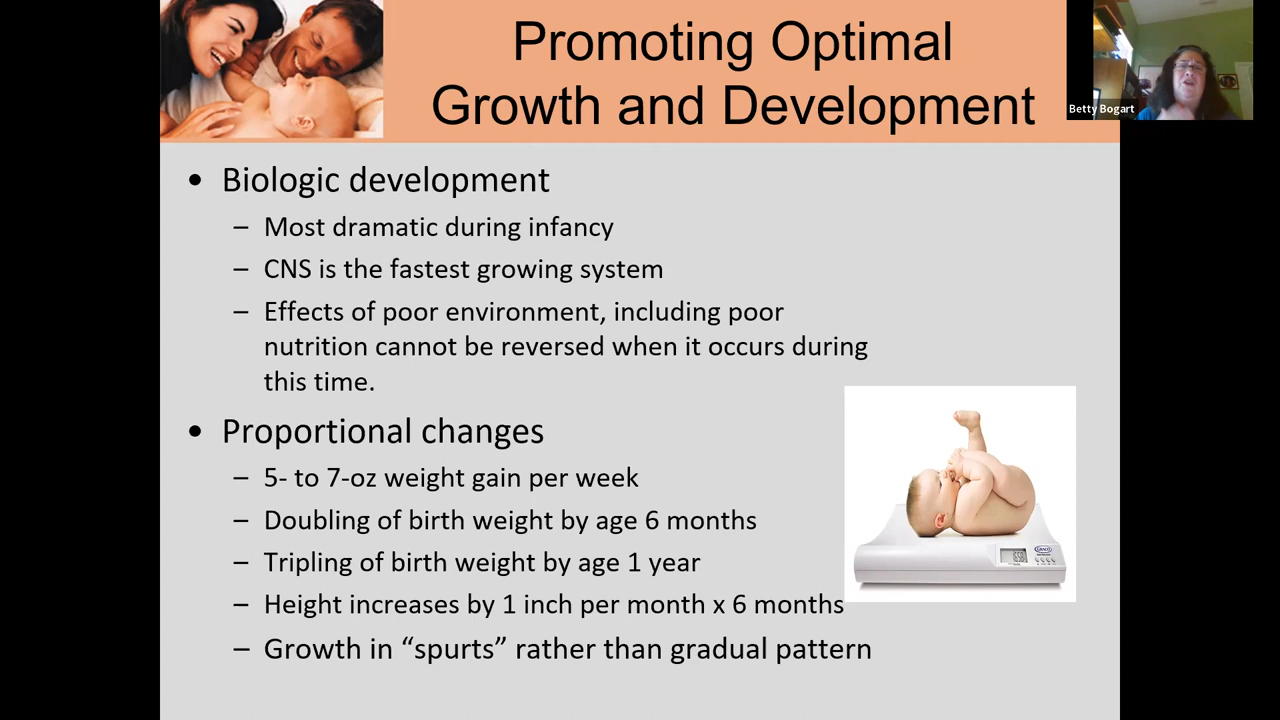 Promoting Optimal
Growth and Development
Betty Bogart
• Biologic development
– Most dramatic during infancy
– CNS is the fastest growing system
– Effects of poor environment, including poor
nutrition cannot be reversed when it occurs during
this time.
• Proportional changes
– 5- to 7-oz weight gain per week
– Doubling of birth weight by age 6 months
– Tripling of birth weight by age 1 year
– Height increases by 1 inch per month x 6 months
– Growth in “spurts” rather than gradual pattern